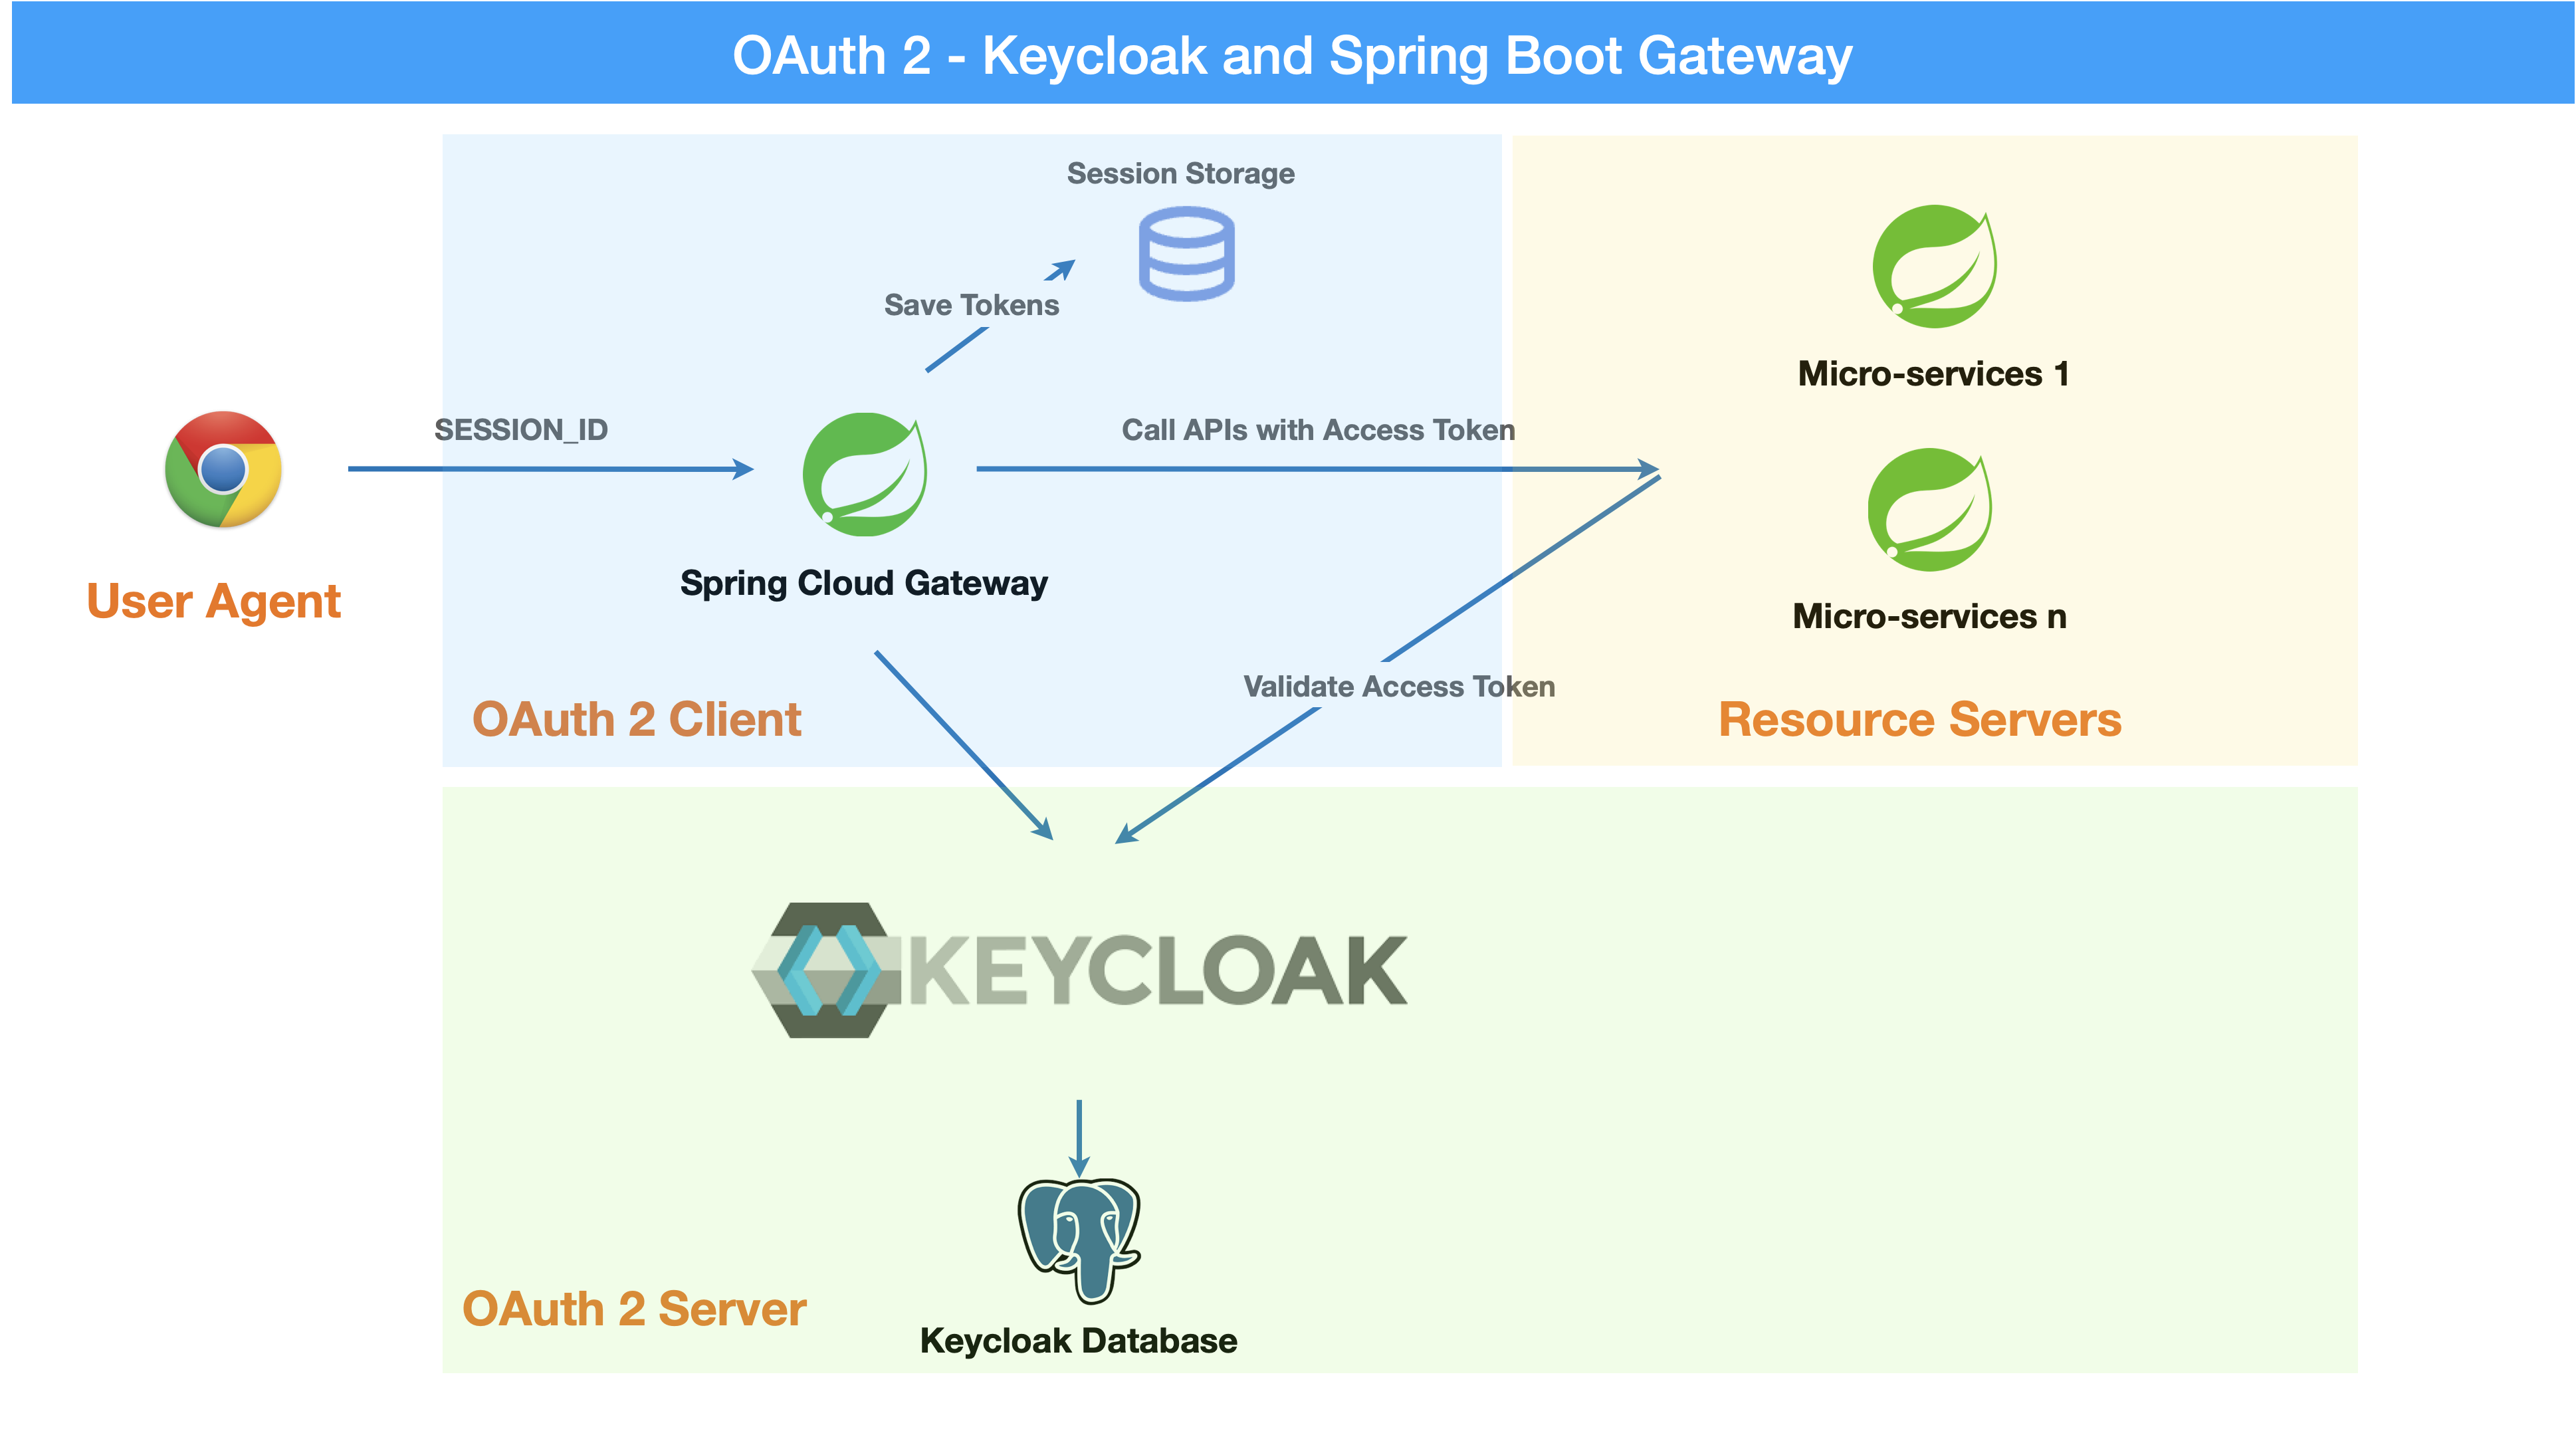 OAuth 2 - Keycloak and Spring Boot Gateway
Session Storage
Save Tokens
Micro-services 1
SESSION_ID
Call APIs with Access Token
Spring Cloud Gateway
User Agent
Micro-services n
Validate Access Token
OAuth 2 Client
Resource Servers
KEYCLOAK
OAuth 2 Server
Keycloak Database